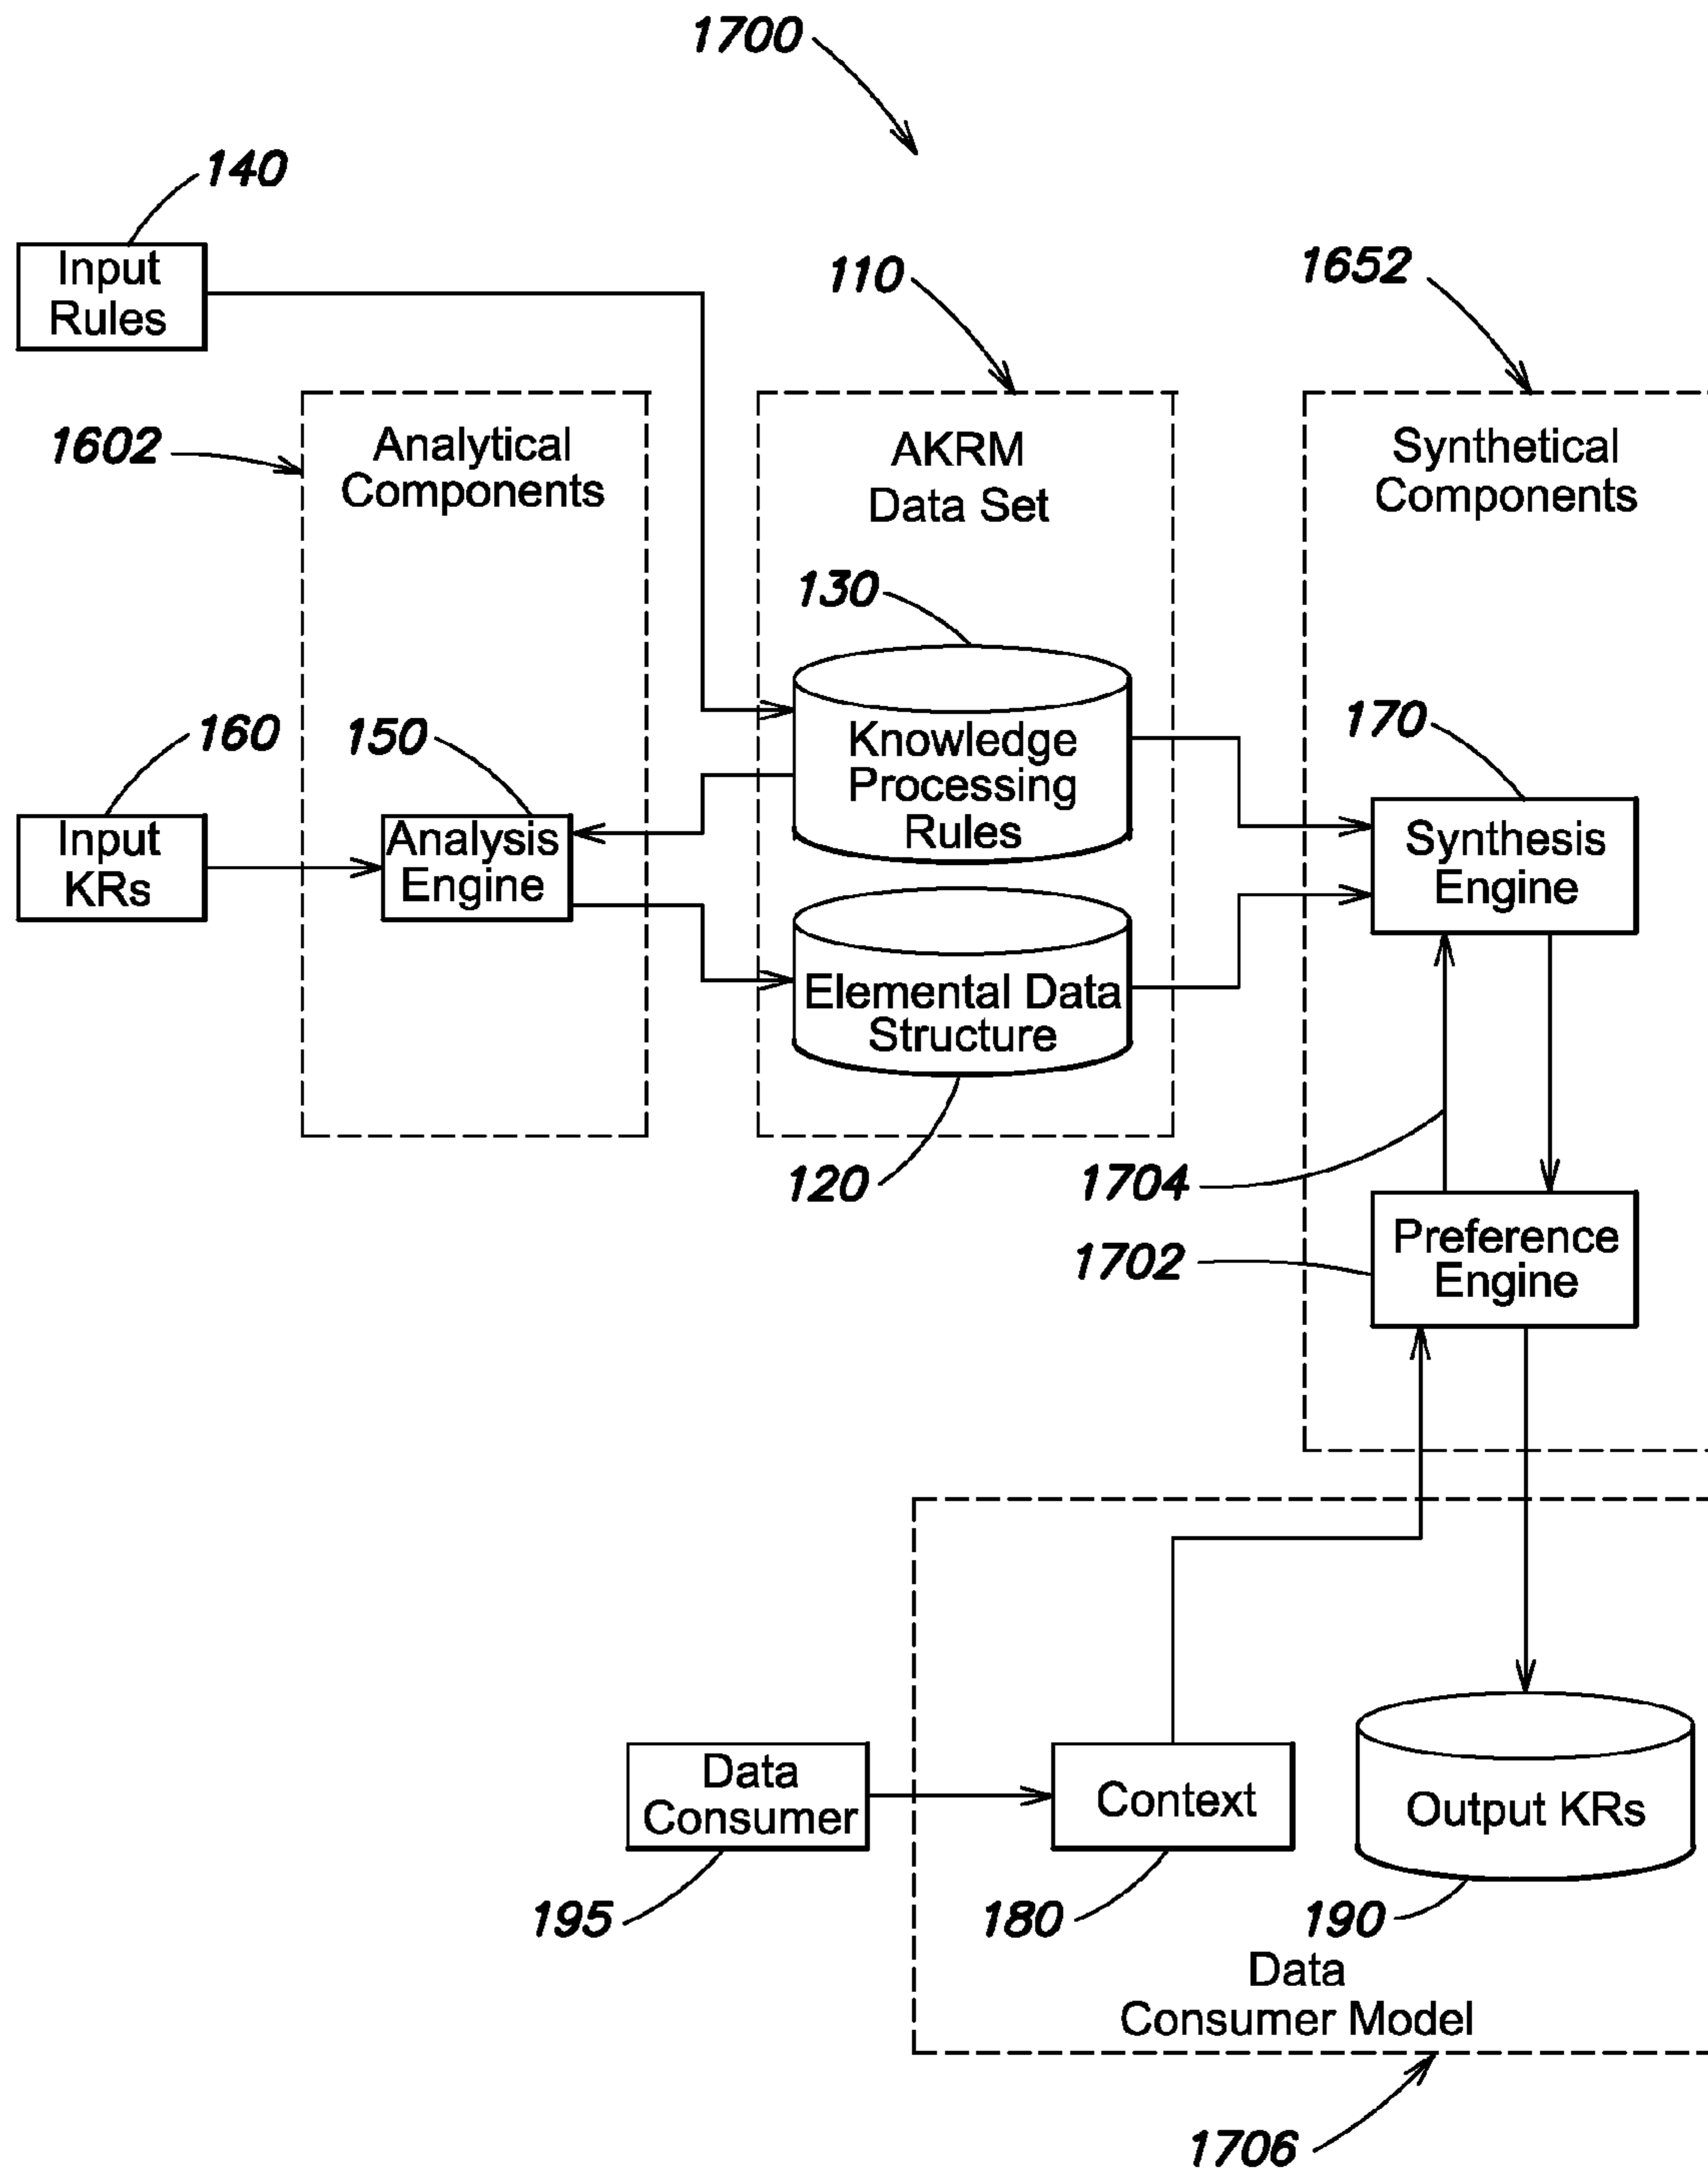 1700
140
Input
Rules
110
1652
1602
Analytical
Components
AKRM
Data Set
Synthetical
Components
130
160
150
170
Knowledge
Processing
Rules
Input
KRs
Analysis
Engine
Synthesis
Engine
Elemental Data
Structure
120
1704
1702
Preference
Engine
Data
Consumer
Context
Output KRs
195
180
190
Data
Consumer Model
1706